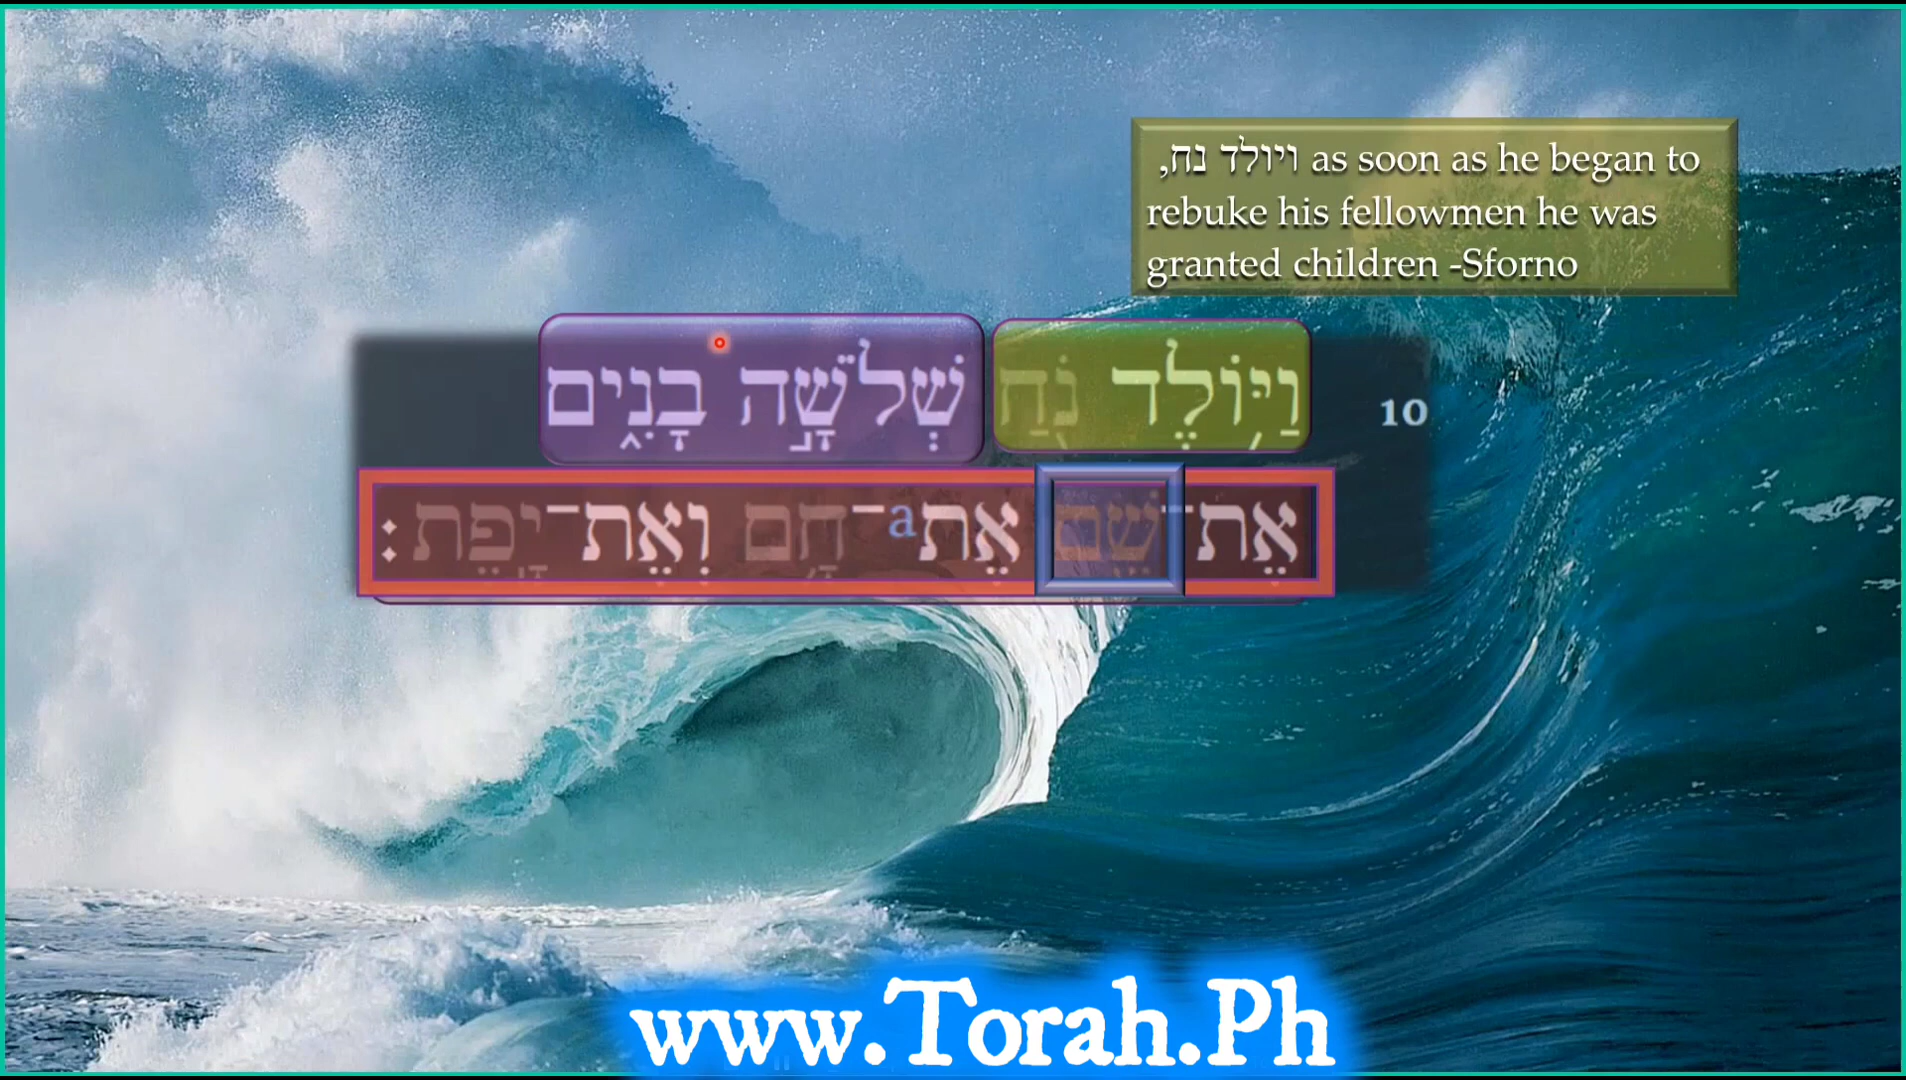 ויולד נח, as soon as he began to
rebuke his fellowmen he was
granted children -Sforno
10 וַיּ֥וֹלֶד נֹ֖חַ שְׁלֹשָׁ֣ה בָנִ֑ים
אֶת־שֵׁ֖ם אֶת־a חָ֥ם וְאֶת־יָֽפֶת׃
www.Torah.Ph